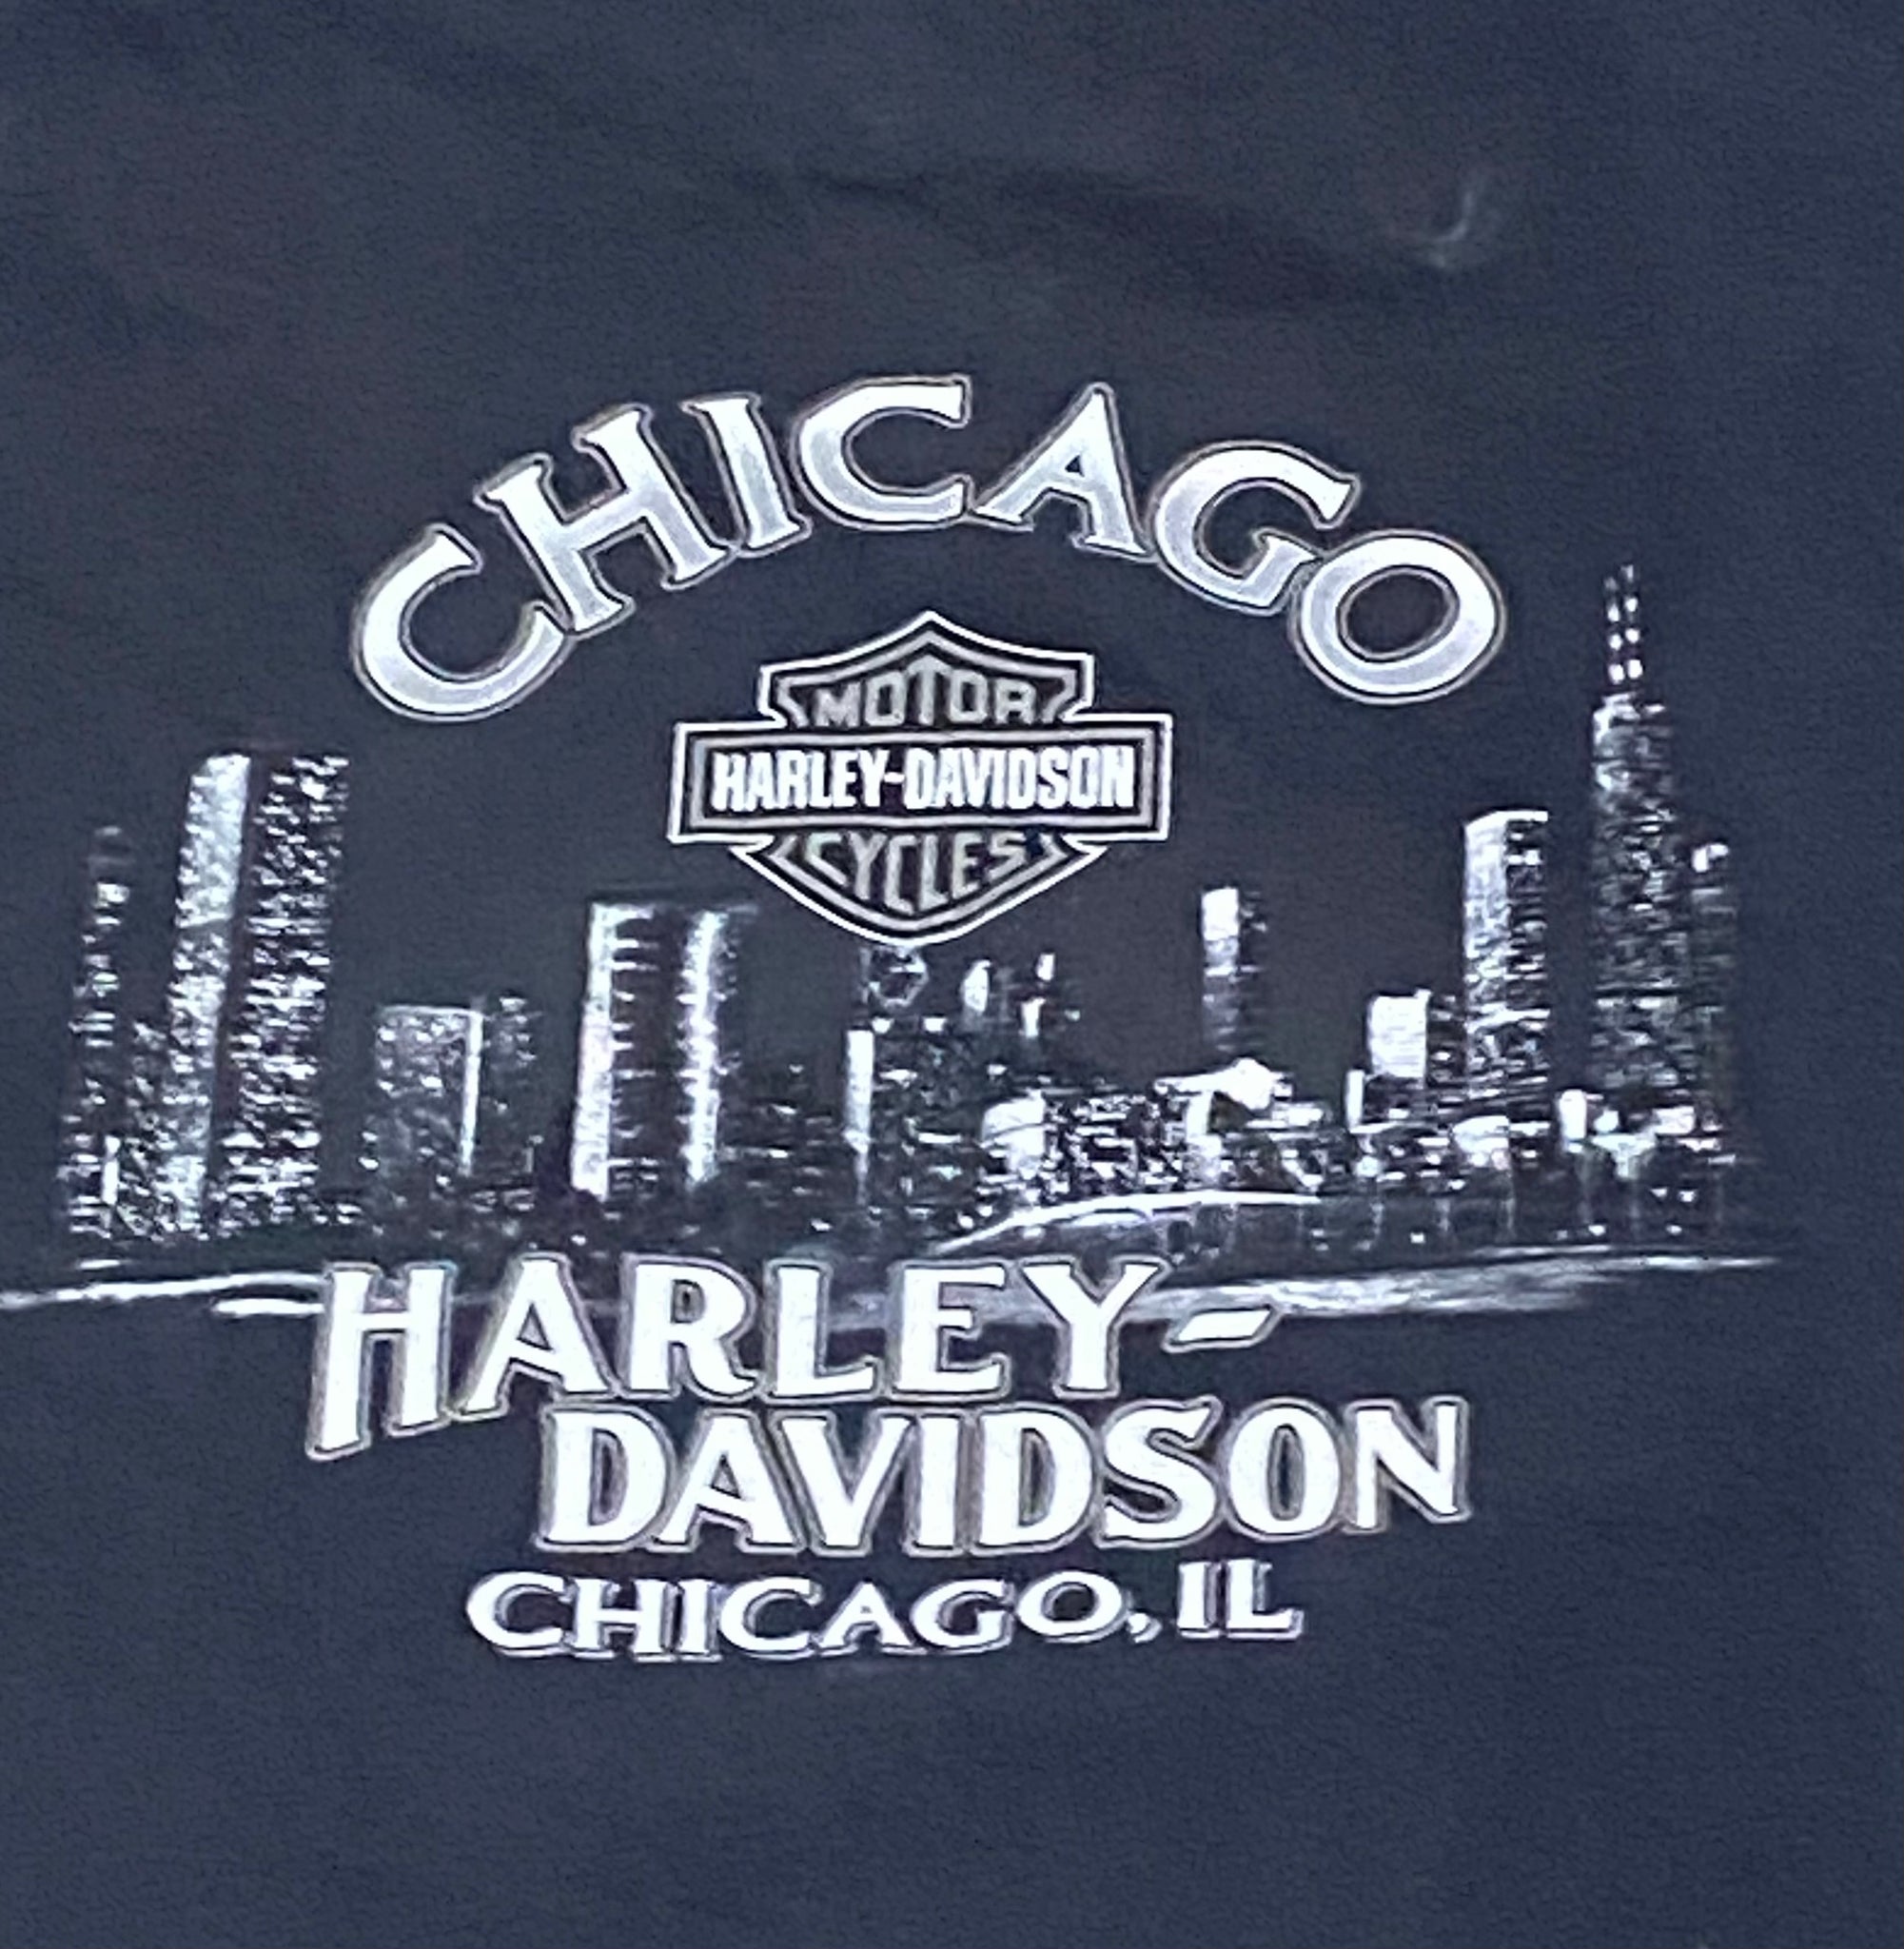 CHICAGO
MOTOR
HARLEY-DAVIDSON
CYCLES
HARLEY-
DAVIDSON
CHICAGO, IL